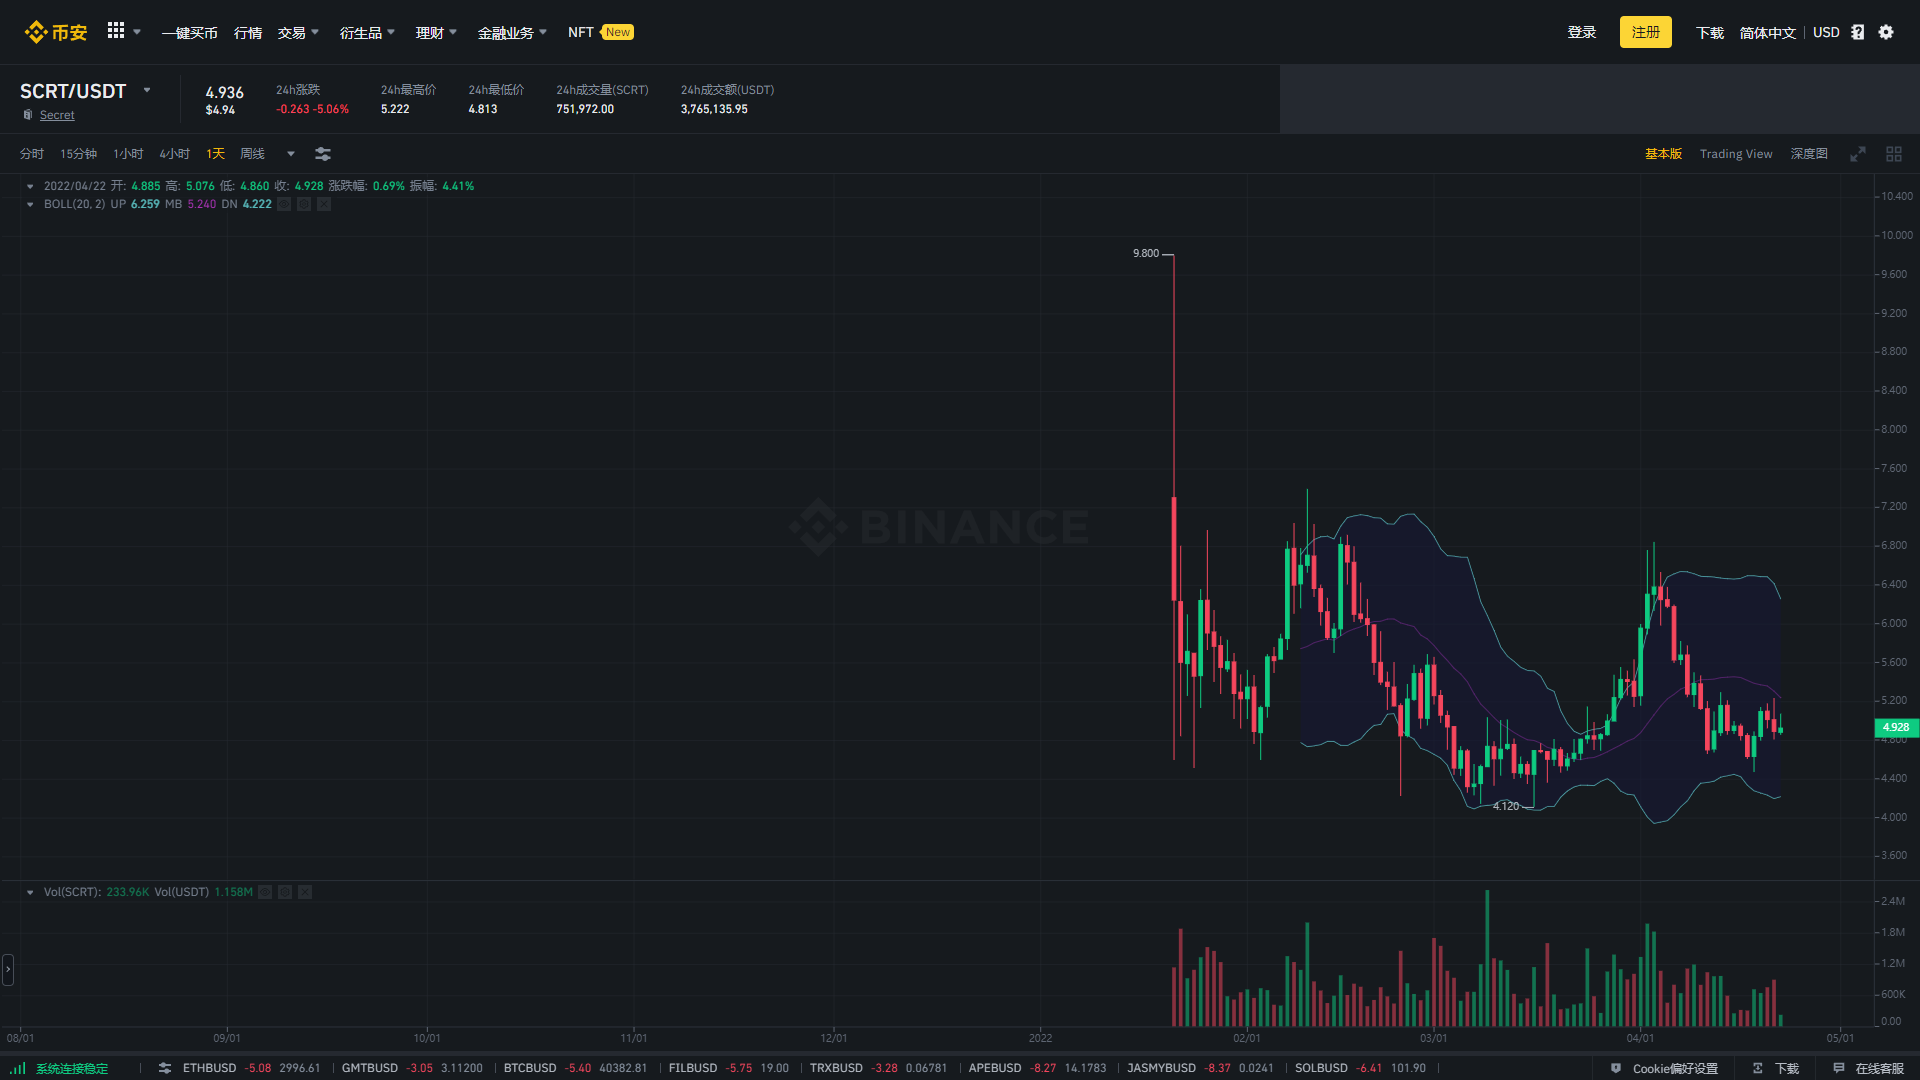 币安 一键买币 行情 交易 衍生品 理财 金融业务 NFT New 登录 注册 下载 简体中文 USD
SCRT/USDT 4.936 24h涨跌 24h最高价 24h最低价 24h成交量(SCRT) 24h成交额(USDT)
Secret $4.94 -0.263 -5.06% 5.222 4.813 751,972.00 3,765,135.95
分时 15分钟 1小时 4小时 1天 周线 基本版 Trading View 深度图
2022/04/22 开: 4.885 高: 5.076 低: 4.860 收: 4.928 涨跌幅: 0.69% 振幅: 4.41%
BOLL(20, 2) UP 6.259 MB 5.240 DN 4.222
10.400
10.000
9.800
9.600
9.200
8.800
8.400
8.000
7.600
7.200
BINANCE
6.800
6.400
6.000
5.600
5.200
4.928
4.800
4.400
4.120
4.000
3.600
Vol(SCRT): 233.96K Vol(USDT) 1.158M
2.4M
1.8M
1.2M
600K
0.00
08/01 09/01 10/01 11/01 12/01 2022 02/01 03/01 04/01 05/01
系统连接稳定 ETHBUSD -5.08 2996.61 GMTBUSD -3.05 3.11200 BTCBUSD -5.40 40382.81 FILBUSD -5.75 19.00 TRXBUSD -3.28 0.06781 APEBUSD -8.27 14.1783 JASMYBUSD -8.37 0.0241 SOLBUSD -6.41 101.90 Cookie偏好设置 下载 在线客服